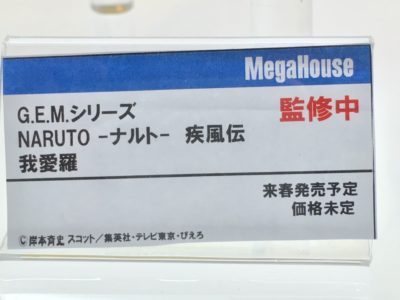 MegaHouse
G.E.M.シリーズ
監修中
NARUTO -ナルト- 疾風伝
我愛羅
来春発売予定
価格未定
© 岸本斉史 スコット/集英社・テレビ東京・ぴえろ